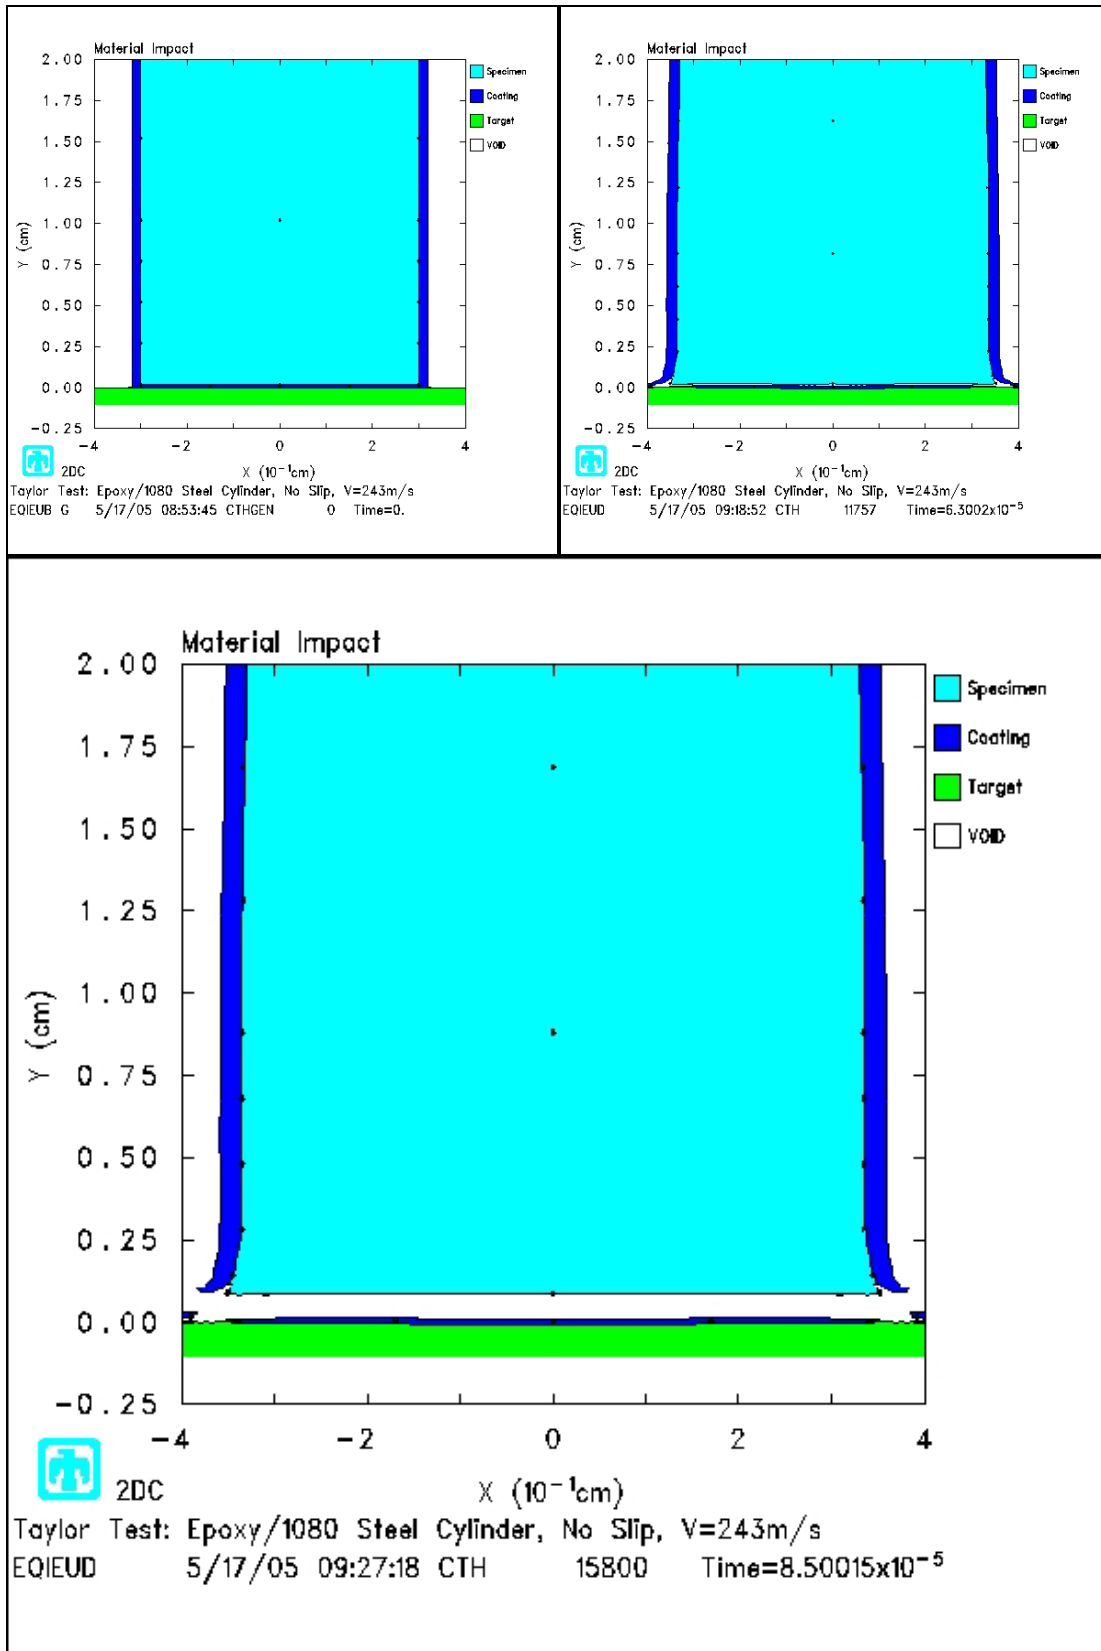 Material Impact
2.00
1.75
1.50
1.25
1.00
0.75
0.50
0.25
0.00
-0.25
Y (cm)
-4 -2 0 2 4
X (10⁻¹cm)
Specimen
Coating
Target
VOID
2DC
Taylor Test: Epoxy/1080 Steel Cylinder, No Slip, V=243m/s
EQIEUB G 5/17/05 08:53:45 CTHGEN 0 Time=0.
Material Impact
2.00
1.75
1.50
1.25
1.00
0.75
0.50
0.25
0.00
-0.25
Y (cm)
-4 -2 0 2 4
X (10⁻¹cm)
Specimen
Coating
Target
VOID
2DC
Taylor Test: Epoxy/1080 Steel Cylinder, No Slip, V=243m/s
EQIEUD 5/17/05 09:18:52 CTH 11757 Time=6.3002x10⁻⁵
Material Impact
2.00
1.75
1.50
1.25
1.00
0.75
0.50
0.25
0.00
-0.25
Y (cm)
-4 -2 0 2 4
X (10⁻¹cm)
Specimen
Coating
Target
VOID
2DC
Taylor Test: Epoxy/1080 Steel Cylinder, No Slip, V=243m/s
EQIEUD 5/17/05 09:27:18 CTH 15800 Time=8.50015x10⁻⁵